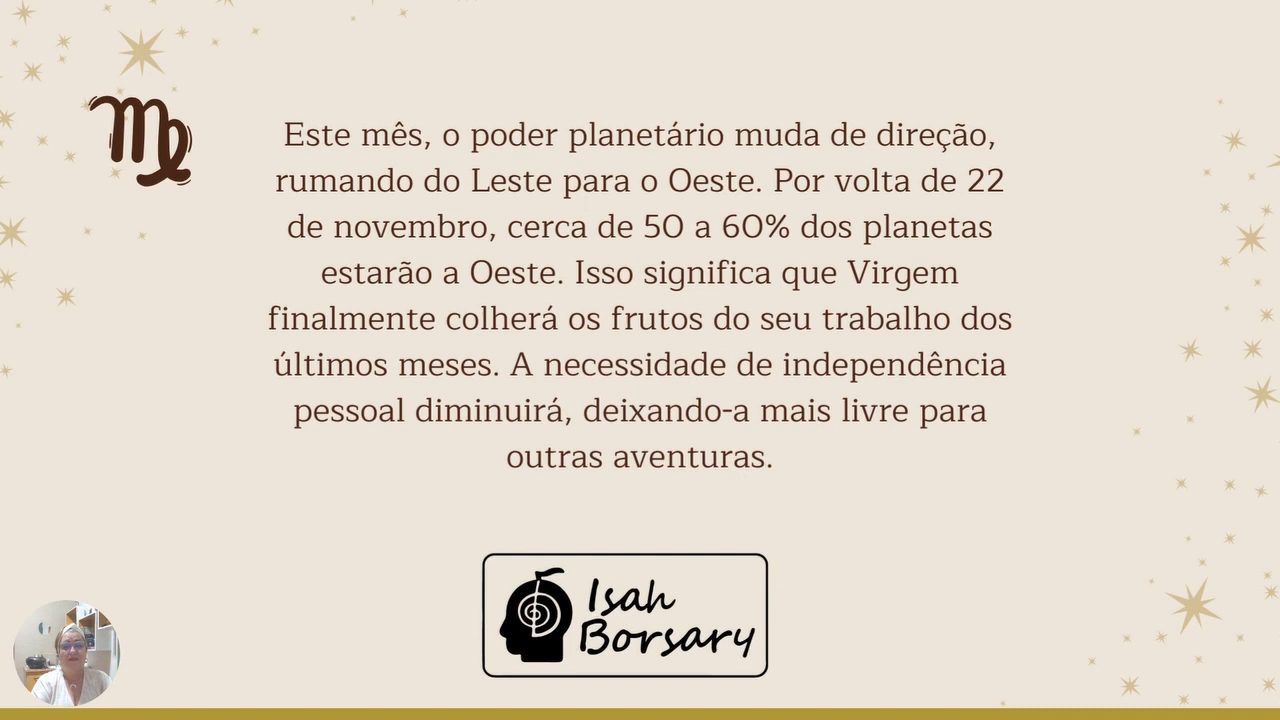 Este mês, o poder planetário muda de direção,
rumando do Leste para o Oeste. Por volta de 22
de novembro, cerca de 50 a 60% dos planetas
estarão a Oeste. Isso significa que Virgem
finalmente colherá os frutos do seu trabalho dos
últimos meses. A necessidade de independência
pessoal diminuirá, deixando-a mais livre para
outras aventuras.
Isah
Borsary